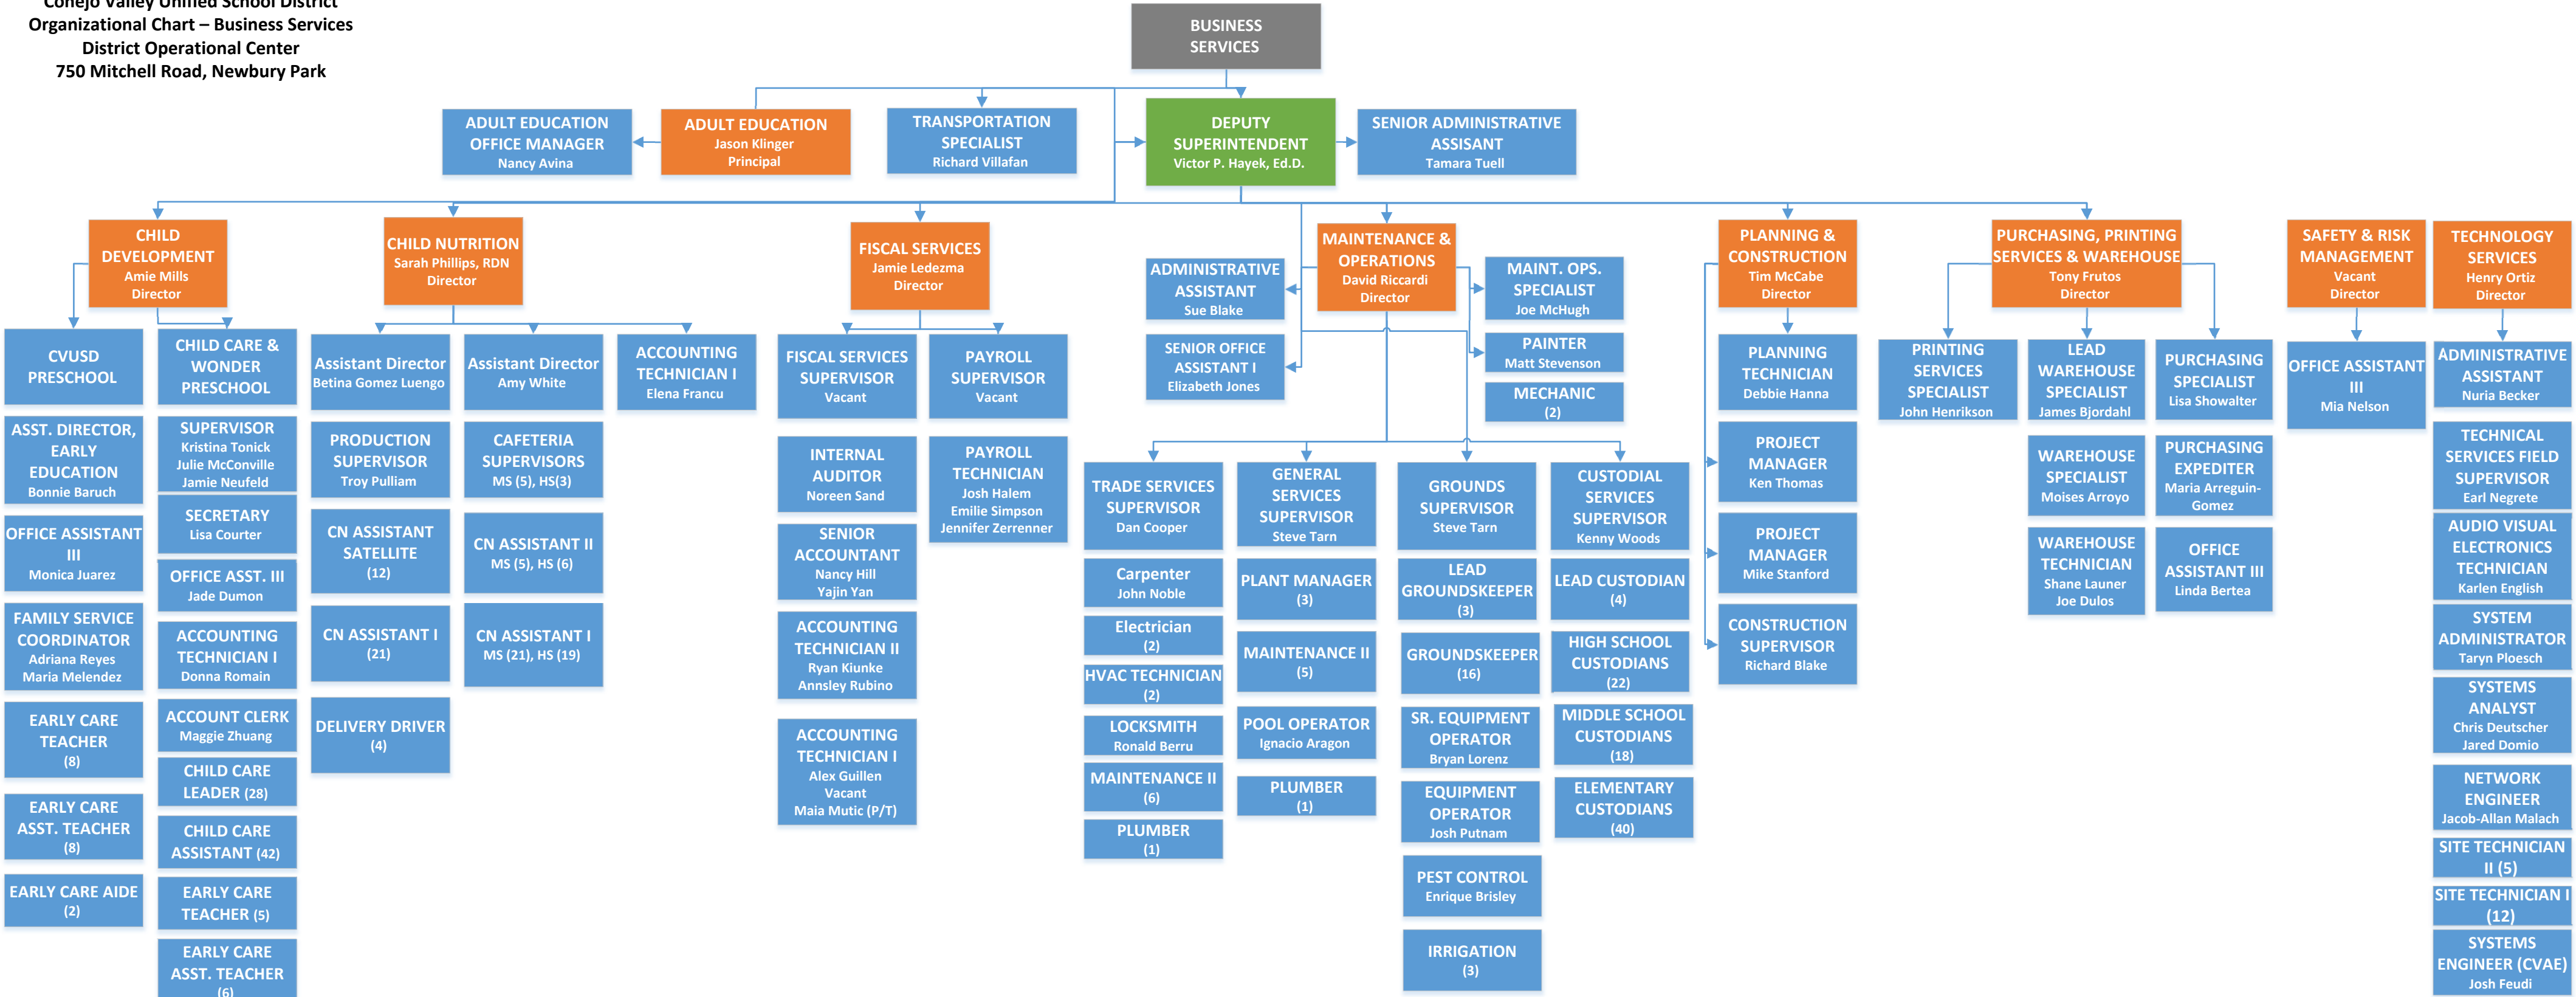 Conejo Valley Unified School District
Organizational Chart – Business Services
District Operational Center
750 Mitchell Road, Newbury Park
BUSINESS
SERVICES
ADULT EDUCATION
OFFICE MANAGER
Nancy Avina
ADULT EDUCATION
Jason Klinger
Principal
TRANSPORTATION
SPECIALIST
Richard Villafan
DEPUTY
SUPERINTENDENT
Victor P. Hayek, Ed.D.
SENIOR ADMINISTRATIVE
ASSISANT
Tamara Tuell
CHILD
DEVELOPMENT
Amie Mills
Director
CVUSD
PRESCHOOL
ASST. DIRECTOR,
EARLY
EDUCATION
Bonnie Baruch
OFFICE ASSISTANT
III
Monica Juarez
FAMILY SERVICE
COORDINATOR
Adriana Reyes
Maria Melendez
EARLY CARE
TEACHER
(8)
EARLY CARE
ASST. TEACHER
(8)
EARLY CARE AIDE
(2)
CHILD CARE &
WONDER
PRESCHOOL
SUPERVISOR
Kristina Tonick
Julie McConville
Jamie Neufeld
SECRETARY
Lisa Courter
OFFICE ASST. III
Jade Dumon
ACCOUNTING
TECHNICIAN I
Donna Romain
ACCOUNT CLERK
Maggie Zhuang
CHILD CARE
LEADER (28)
CHILD CARE
ASSISTANT (42)
EARLY CARE
TEACHER (5)
EARLY CARE
ASST. TEACHER
(6)
CHILD NUTRITION
Sarah Phillips, RDN
Director
Assistant Director
Betina Gomez Luengo
PRODUCTION
SUPERVISOR
Troy Pulliam
CN ASSISTANT
SATELLITE
(12)
CN ASSISTANT I
(21)
DELIVERY DRIVER
(4)
Assistant Director
Amy White
CAFETERIA
SUPERVISORS
MS (5), HS(3)
CN ASSISTANT II
MS (5), HS (6)
CN ASSISTANT I
MS (21), HS (19)
ACCOUNTING
TECHNICIAN I
Elena Francu
FISCAL SERVICES
Jamie Ledezma
Director
FISCAL SERVICES
SUPERVISOR
Vacant
INTERNAL
AUDITOR
Noreen Sand
SENIOR
ACCOUNTANT
Nancy Hill
Yajin Yan
ACCOUNTING
TECHNICIAN II
Ryan Kiunke
Annsley Rubino
ACCOUNTING
TECHNICIAN I
Alex Guillen
Vacant
Maia Mutic (P/T)
PAYROLL
SUPERVISOR
Vacant
PAYROLL
TECHNICIAN
Josh Halem
Emilie Simpson
Jennifer Zerrenner
MAINTENANCE &
OPERATIONS
David Riccardi
Director
ADMINISTRATIVE
ASSISTANT
Sue Blake
SENIOR OFFICE
ASSISTANT I
Elizabeth Jones
MAINT. OPS.
SPECIALIST
Joe McHugh
PAINTER
Matt Stevenson
MECHANIC
(2)
TRADE SERVICES
SUPERVISOR
Dan Cooper
Carpenter
John Noble
Electrician
(2)
HVAC TECHNICIAN
(2)
LOCKSMITH
Ronald Berru
MAINTENANCE II
(6)
PLUMBER
(1)
GENERAL
SERVICES
SUPERVISOR
Steve Tarn
PLANT MANAGER
(3)
MAINTENANCE II
(5)
POOL OPERATOR
Ignacio Aragon
PLUMBER
(1)
GROUNDS
SUPERVISOR
Steve Tarn
LEAD
GROUNDSKEEPER
(3)
GROUNDSKEEPER
(16)
SR. EQUIPMENT
OPERATOR
Bryan Lorenz
EQUIPMENT
OPERATOR
Josh Putnam
PEST CONTROL
Enrique Brisley
IRRIGATION
(3)
CUSTODIAL
SERVICES
SUPERVISOR
Kenny Woods
LEAD CUSTODIAN
(4)
HIGH SCHOOL
CUSTODIANS
(22)
MIDDLE SCHOOL
CUSTODIANS
(18)
ELEMENTARY
CUSTODIANS
(40)
PLANNING &
CONSTRUCTION
Tim McCabe
Director
PLANNING
TECHNICIAN
Debbie Hanna
PROJECT
MANAGER
Ken Thomas
PROJECT
MANAGER
Mike Stanford
CONSTRUCTION
SUPERVISOR
Richard Blake
PURCHASING, PRINTING
SERVICES & WAREHOUSE
Tony Frutos
Director
PRINTING
SERVICES
SPECIALIST
John Henrikson
LEAD
WAREHOUSE
SPECIALIST
James Bjordahl
WAREHOUSE
SPECIALIST
Moises Arroyo
WAREHOUSE
TECHNICIAN
Shane Launer
Joe Dulos
PURCHASING
SPECIALIST
Lisa Showalter
PURCHASING
EXPEDITER
Maria Arreguin-
Gomez
OFFICE
ASSISTANT III
Linda Bertea
SAFETY & RISK
MANAGEMENT
Vacant
Director
OFFICE ASSISTANT
III
Mia Nelson
TECHNOLOGY
SERVICES
Henry Ortiz
Director
ADMINISTRATIVE
ASSISTANT
Nuria Becker
TECHNICAL
SERVICES FIELD
SUPERVISOR
Earl Negrete
AUDIO VISUAL
ELECTRONICS
TECHNICIAN
Karlen English
SYSTEM
ADMINISTRATOR
Taryn Ploesch
SYSTEMS
ANALYST
Chris Deutscher
Jared Domio
NETWORK
ENGINEER
Jacob-Allan Malach
SITE TECHNICIAN
II (5)
SITE TECHNICIAN I
(12)
SYSTEMS
ENGINEER (CVAE)
Josh Feudi